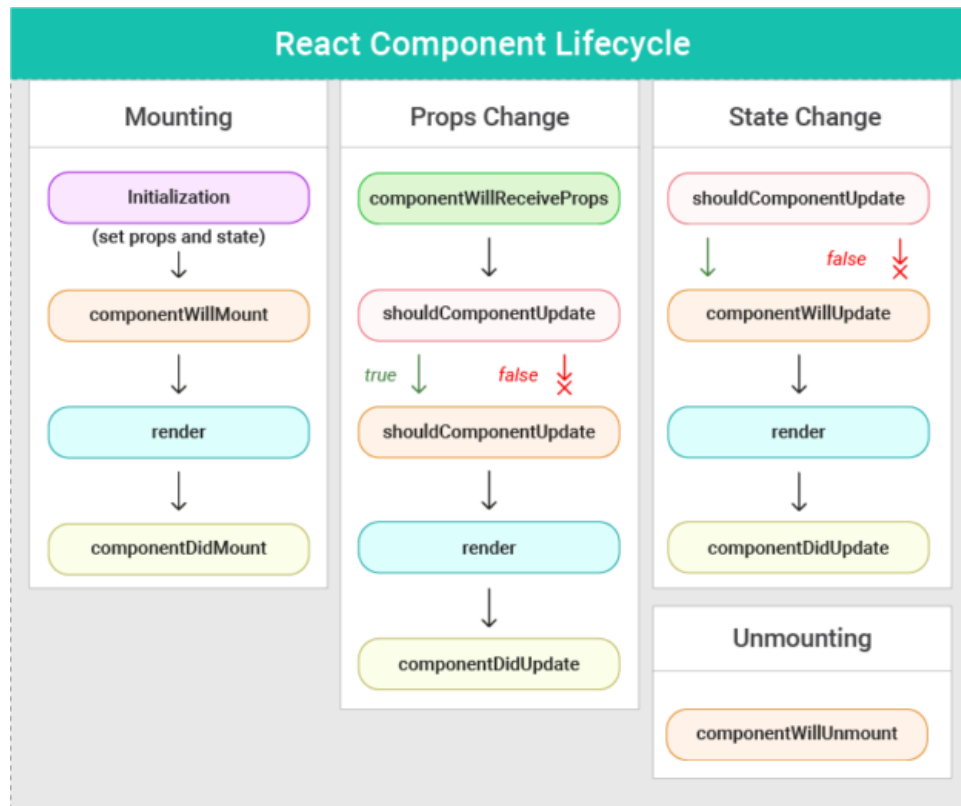 React Component Lifecycle
Mounting
Initialization
(set props and state)
componentWillMount
render
componentDidMount
Props Change
componentWillReceiveProps
shouldComponentUpdate
true false
shouldComponentUpdate
render
componentDidUpdate
State Change
shouldComponentUpdate
false
componentWillUpdate
render
componentDidUpdate
Unmounting
componentWillUnmount